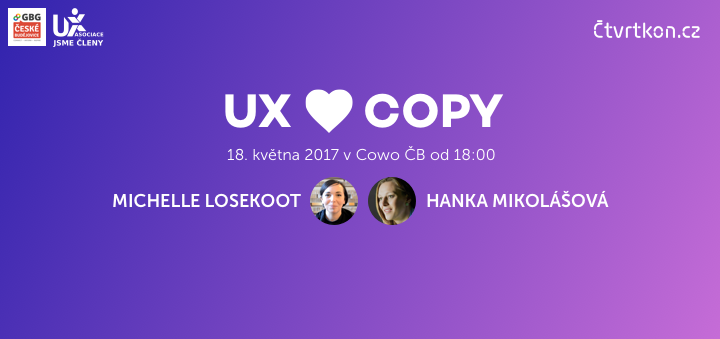 GBG
ČESKÉ
BUDĚJOVICE
UX
ASOCIACE
JSME ČLENY
Čtvrtkon.cz
UX COPY
18. května 2017 v Cowo ČB od 18:00
MICHELLE LOSEKOOT
HANKA MIKOLÁŠOVÁ